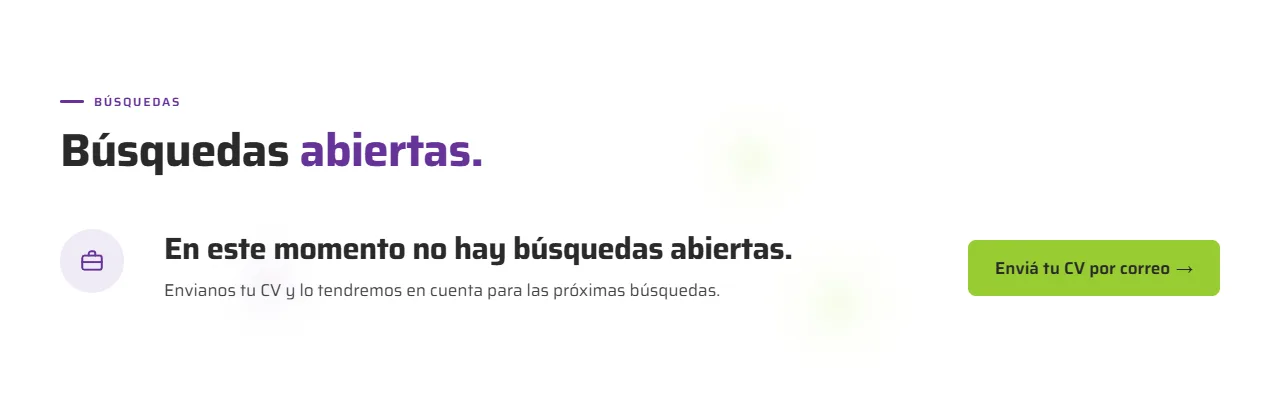 BÚSQUEDAS
Búsquedas abiertas.
En este momento no hay búsquedas abiertas.
Envianos tu CV y lo tendremos en cuenta para las próximas búsquedas.
Enviá tu CV por correo →